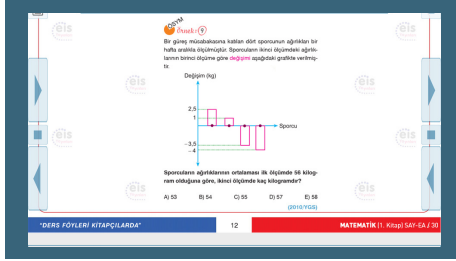 ÖSYM
Örnek: 9
Bir güreş müsabakasına katılan dört sporcunun ağırlıkları bir
hafta aralıkla ölçülmüştür. Sporcuların ikinci ölçümdeki ağırlık-
larının birinci ölçüme göre değişimi aşağıdaki grafikte verilmiş-
tir.
Değişim (kg)
2,5
1
Sporcu
– 3,5
– 4
Sporcuların ağırlıklarının ortalaması ilk ölçümde 56 kilog-
ram olduğuna göre, ikinci ölçümde kaç kilogramdır?
A) 53 B) 54 C) 55 D) 57 E) 58
(2010/YGS)
"DERS FÖYLERİ KİTAPÇILARDA" 12 MATEMATİK (1. Kitap) SAY-EA / 30
eis
eis
eis
eis
eis
eis